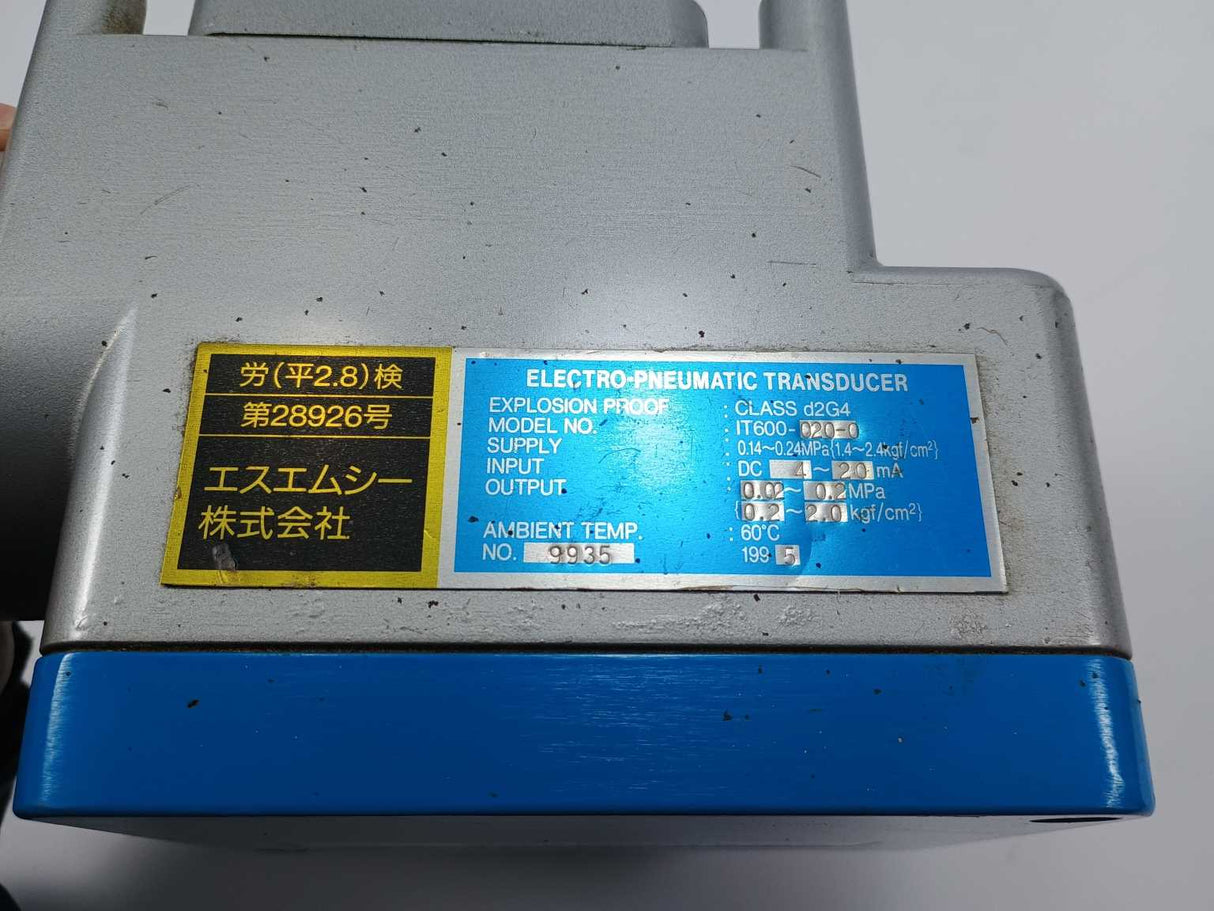 労(平2.8)検
第28926号
エスエムシー
株式会社
ELECTRO-PNEUMATIC TRANSDUCER
EXPLOSION PROOF : CLASS d2G4
MODEL NO. : IT600-020-0
SUPPLY : 0.14~0.24MPa{1.4~2.4kgf/cm²}
INPUT : DC 4 ~ 20 mA
OUTPUT : 0.02 ~ 0.2 MPa
{0.2 ~ 2.0 kgf/cm²}
AMBIENT TEMP. : 60°C
NO. 9935 1995